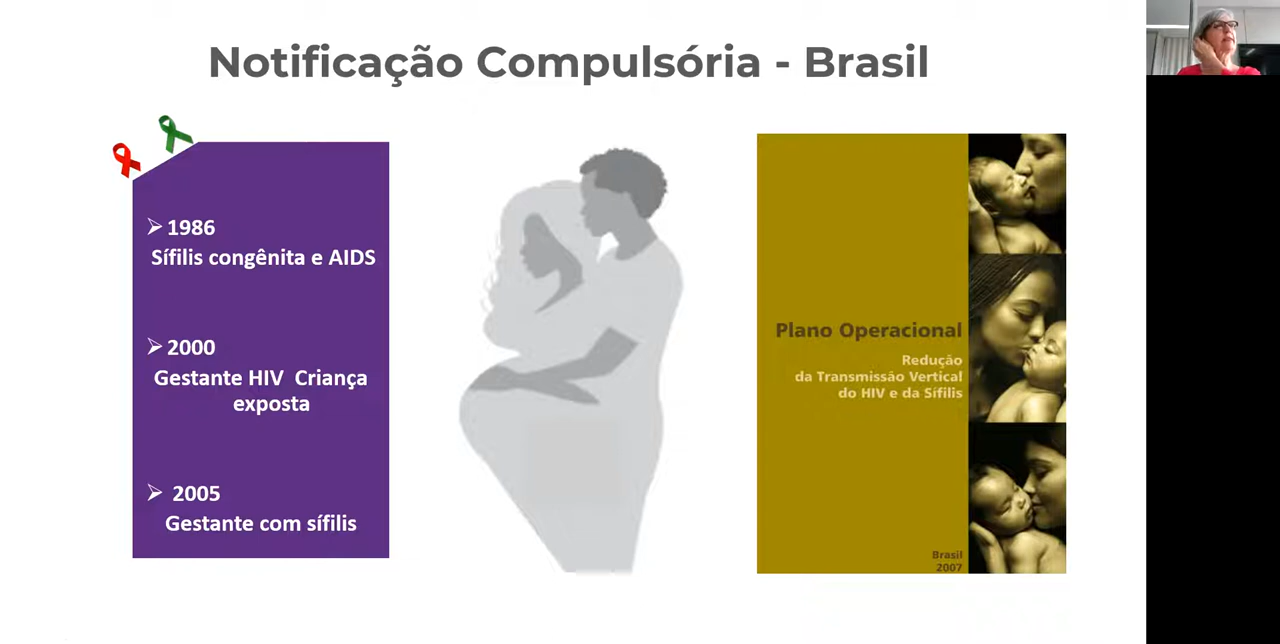 Notificação Compulsória - Brasil
1986
Sífilis congênita e AIDS
2000
Gestante HIV Criança
exposta
2005
Gestante com sífilis
Plano Operacional
Redução
da Transmissão Vertical
do HIV e da Sífilis
Brasil
2007